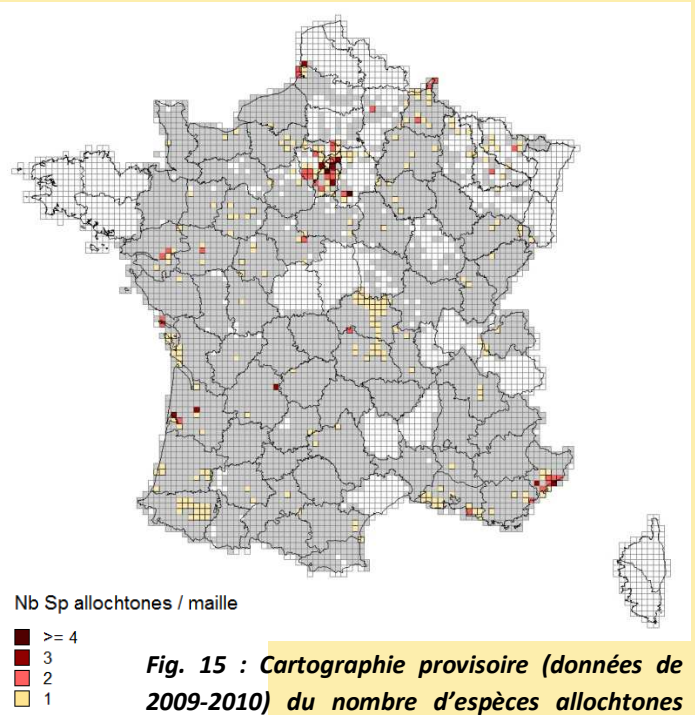 Nb Sp allochtones / maille
>= 4
3
2
1
Fig. 15 : Cartographie provisoire (données de
2009-2010) du nombre d’espèces allochtones